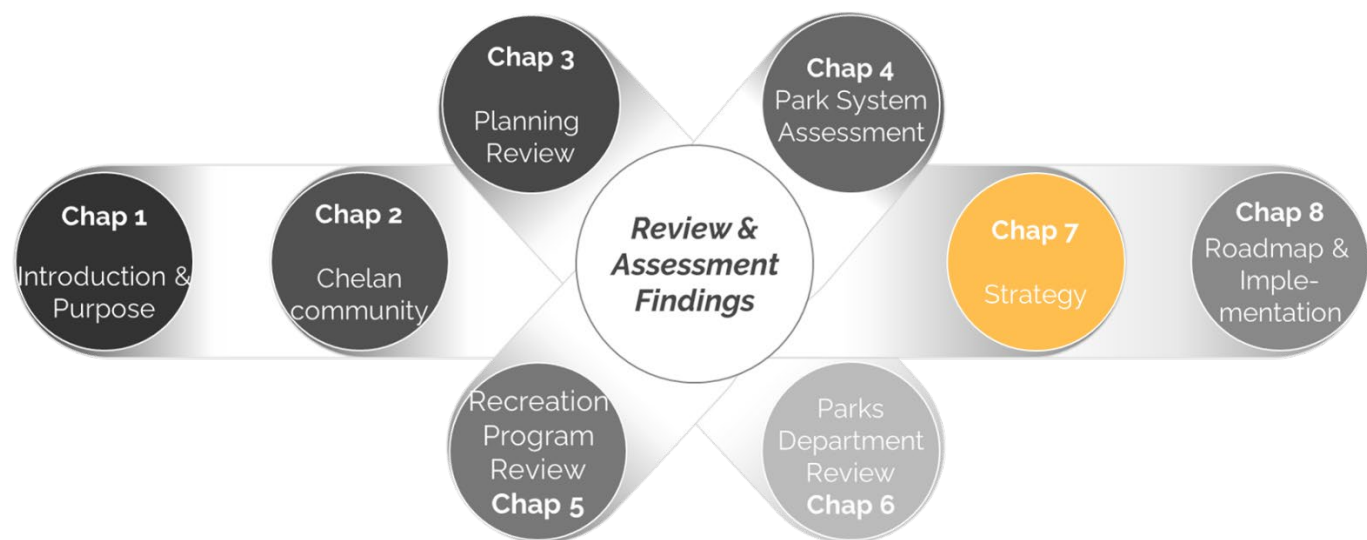 Chap 1
Introduction &
Purpose
Chap 2
Chelan
community
Chap 3
Planning
Review
Chap 4
Park System
Assessment
Review &
Assessment
Findings
Recreation
Program
Review
Chap 5
Parks
Department
Review
Chap 6
Chap 7
Strategy
Chap 8
Roadmap &
Imple-
mentation